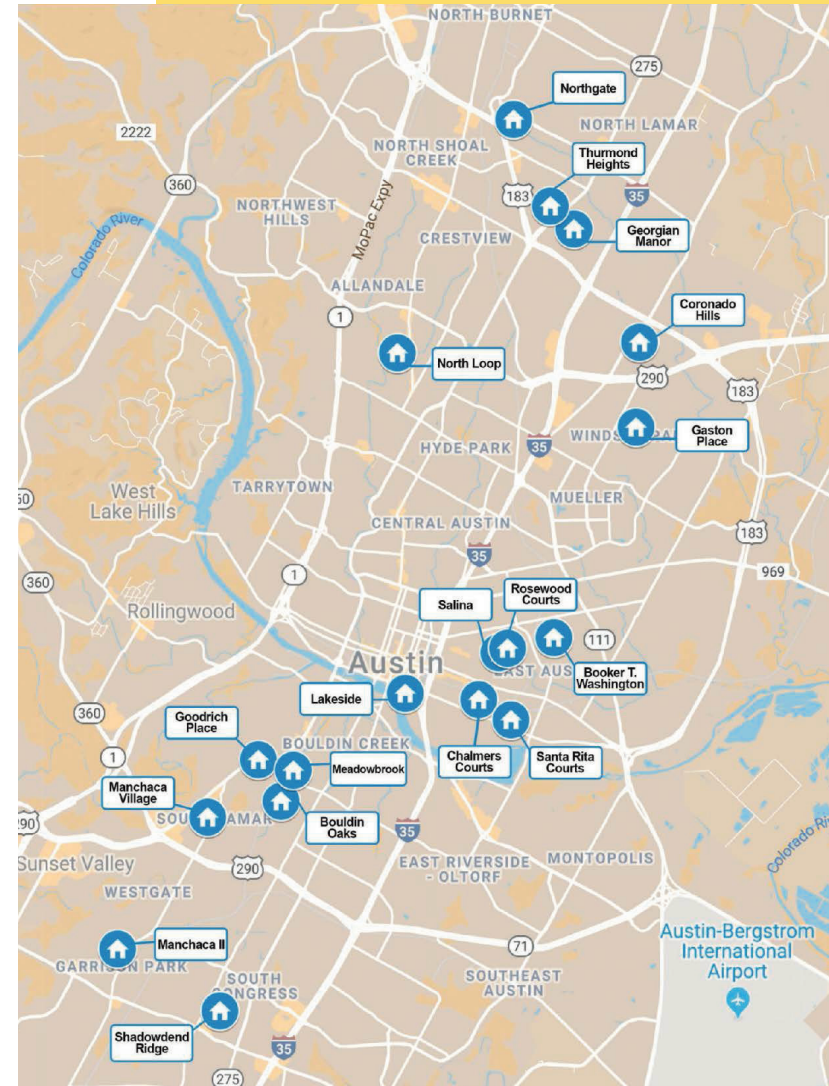 NORTH BURNET
275
Northgate
2222
NORTH LAMAR
NORTH SHOAL
CREEK
Thurmond
Heights
360
183
35
NORTHWEST
HILLS
MoPac Expy
Colorado River
CRESTVIEW
Georgian
Manor
ALLANDALE
1
Coronado
Hills
North Loop
290
183
HYDE PARK
35
WINDS
Gaston
Place
West
Lake Hills
TARRYTOWN
MUELLER
CENTRAL AUSTIN
183
35
360
1
969
Rollingwood
Salina
Rosewood
Courts
111
Austin
EAST AUS
Booker T.
Washington
Lakeside
360
Goodrich
Place
BOULDIN CREEK
Chalmers
Courts
Santa Rita
Courts
1
Meadowbrook
Manchaca
Village
SOU
AMAR
Bouldin
Oaks
290
35
Sunset Valley
290
EAST RIVERSIDE
- OLTORF
MONTOPOLIS
Colorado Riv
WESTGATE
Manchaca II
GARRISON PARK
71
Austin-Bergstrom
International
Airport
SOUTH
CONGRESS
SOUTHEAST
AUSTIN
Shadowdend
Ridge
35
275